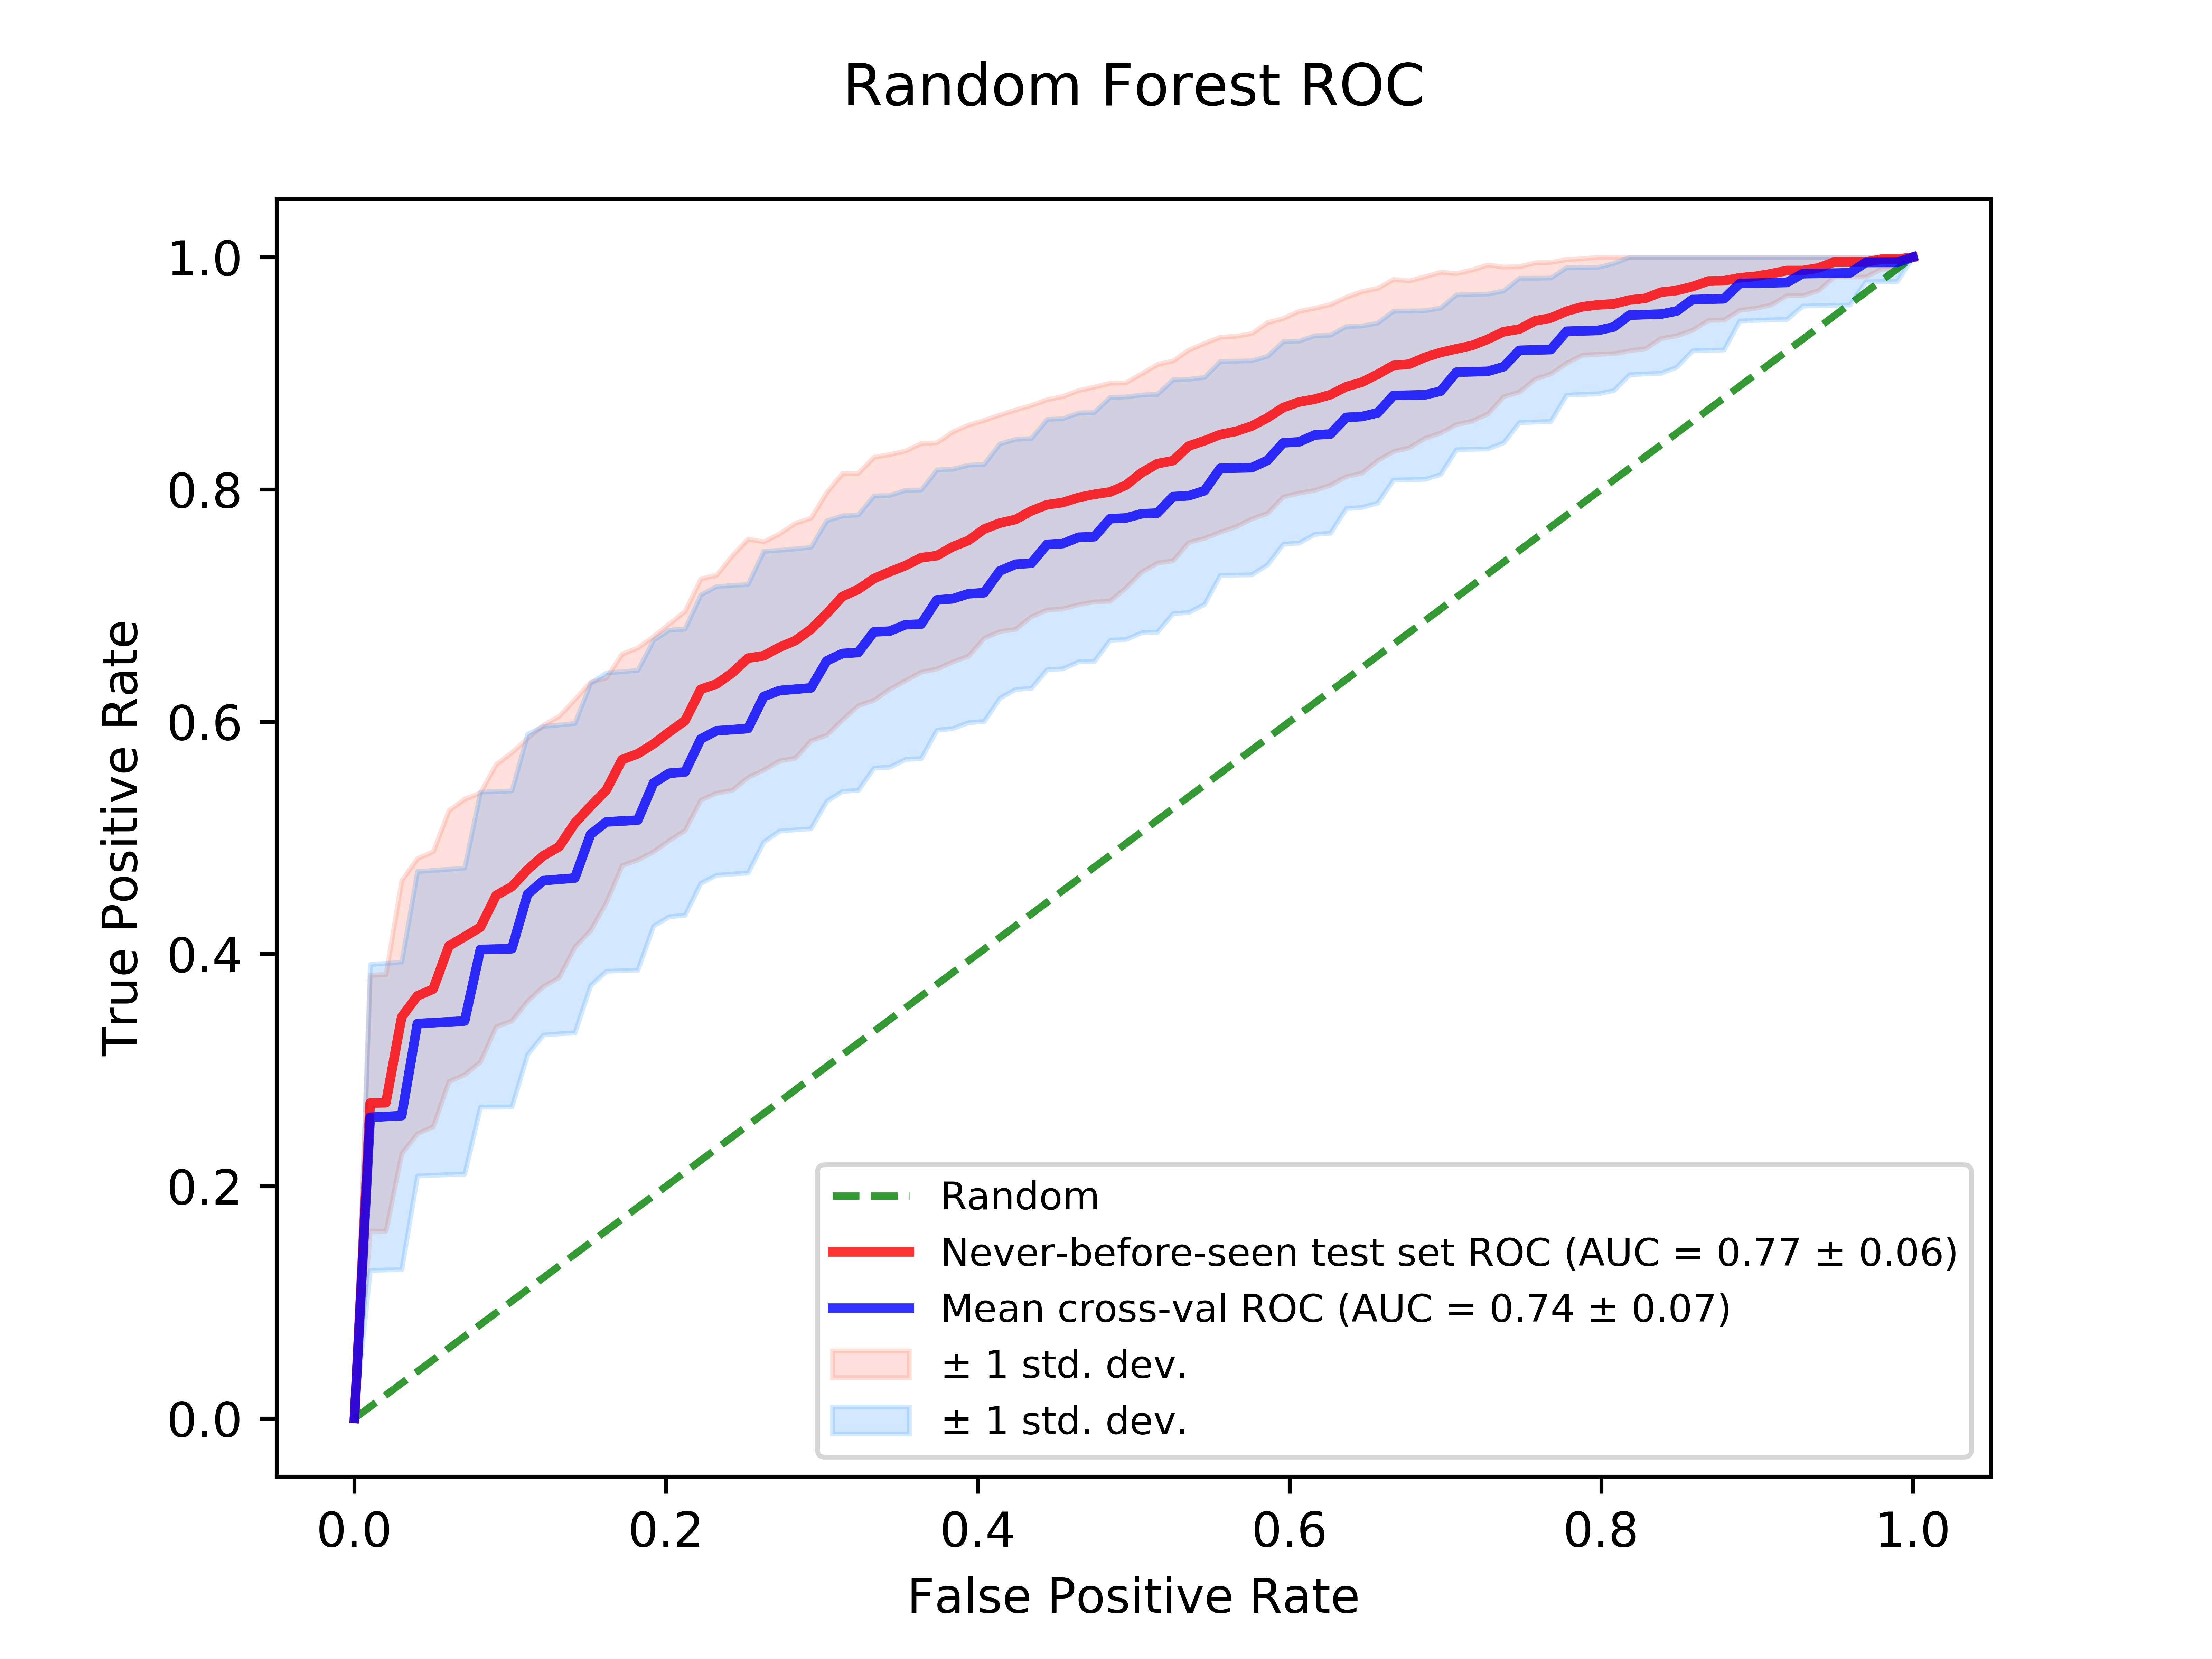 Random Forest ROC
True Positive Rate
1.0
0.8
0.6
0.4
0.2
0.0
Random
Never-before-seen test set ROC (AUC = 0.77 ± 0.06)
Mean cross-val ROC (AUC = 0.74 ± 0.07)
± 1 std. dev.
± 1 std. dev.
0.0 0.2 0.4 0.6 0.8 1.0
False Positive Rate